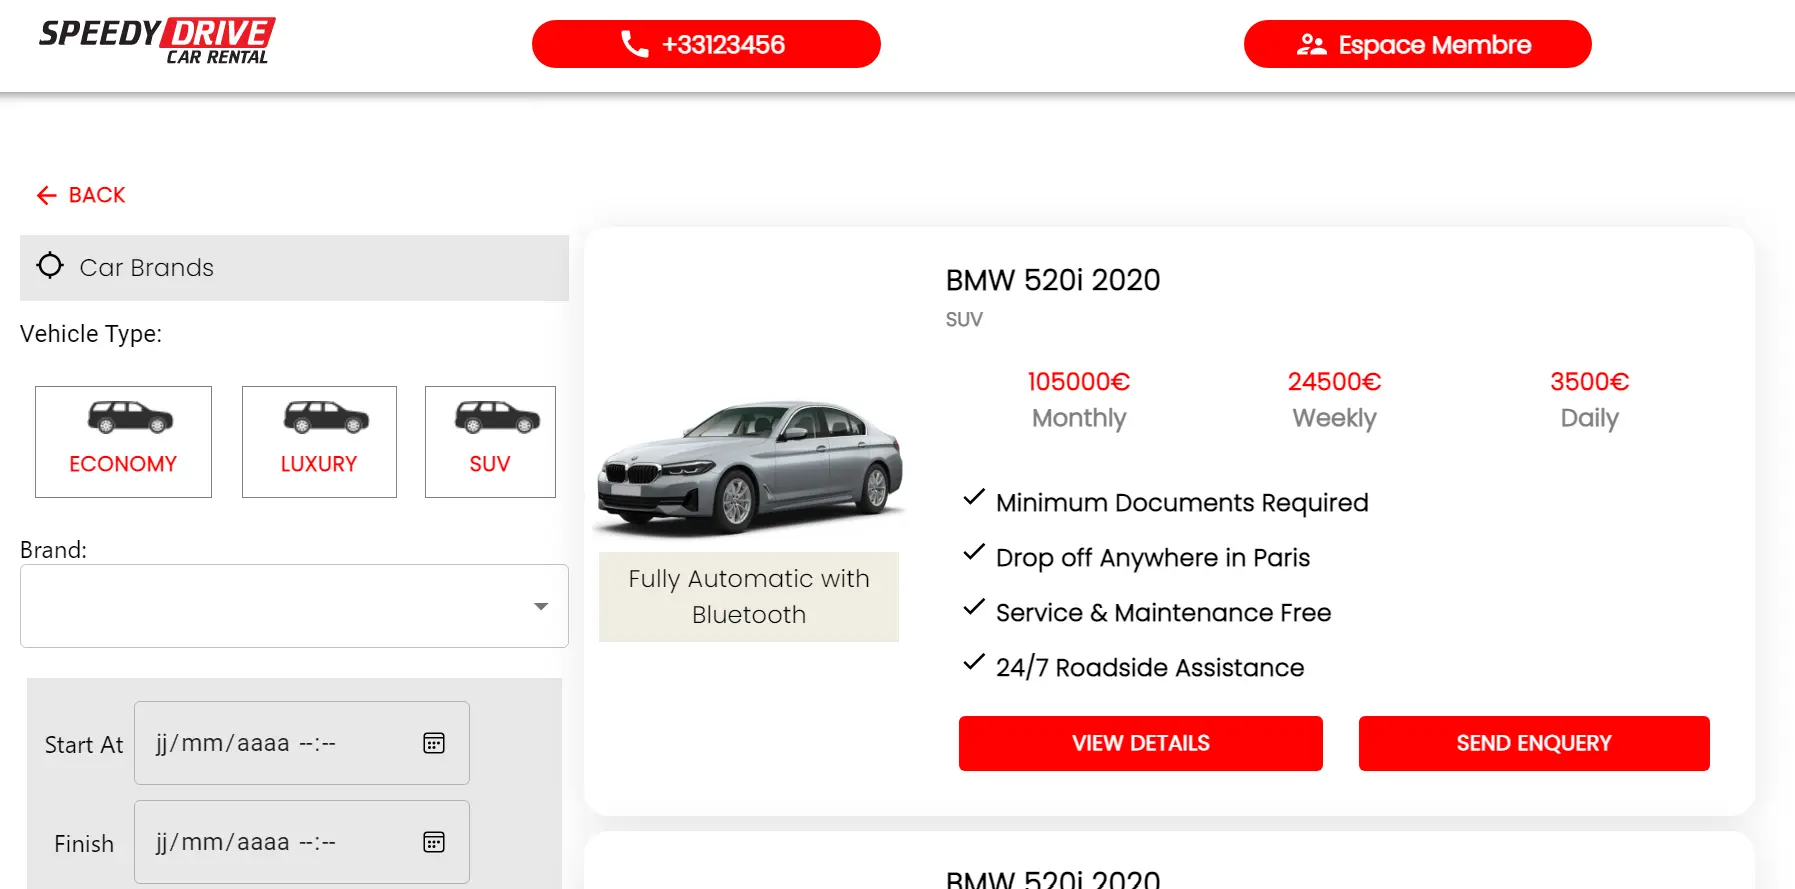 SPEEDY DRIVE
CAR RENTAL
+33123456
Espace Membre
BACK
Car Brands
Vehicle Type:
ECONOMY
LUXURY
SUV
Brand:
Start At
jj/mm/aaaa --:--
Finish
jj/mm/aaaa --:--
BMW 520i 2020
SUV
105000€
Monthly
24500€
Weekly
3500€
Daily
Fully Automatic with
Bluetooth
Minimum Documents Required
Drop off Anywhere in Paris
Service & Maintenance Free
24/7 Roadside Assistance
VIEW DETAILS
SEND ENQUERY
BMW 520i 2020